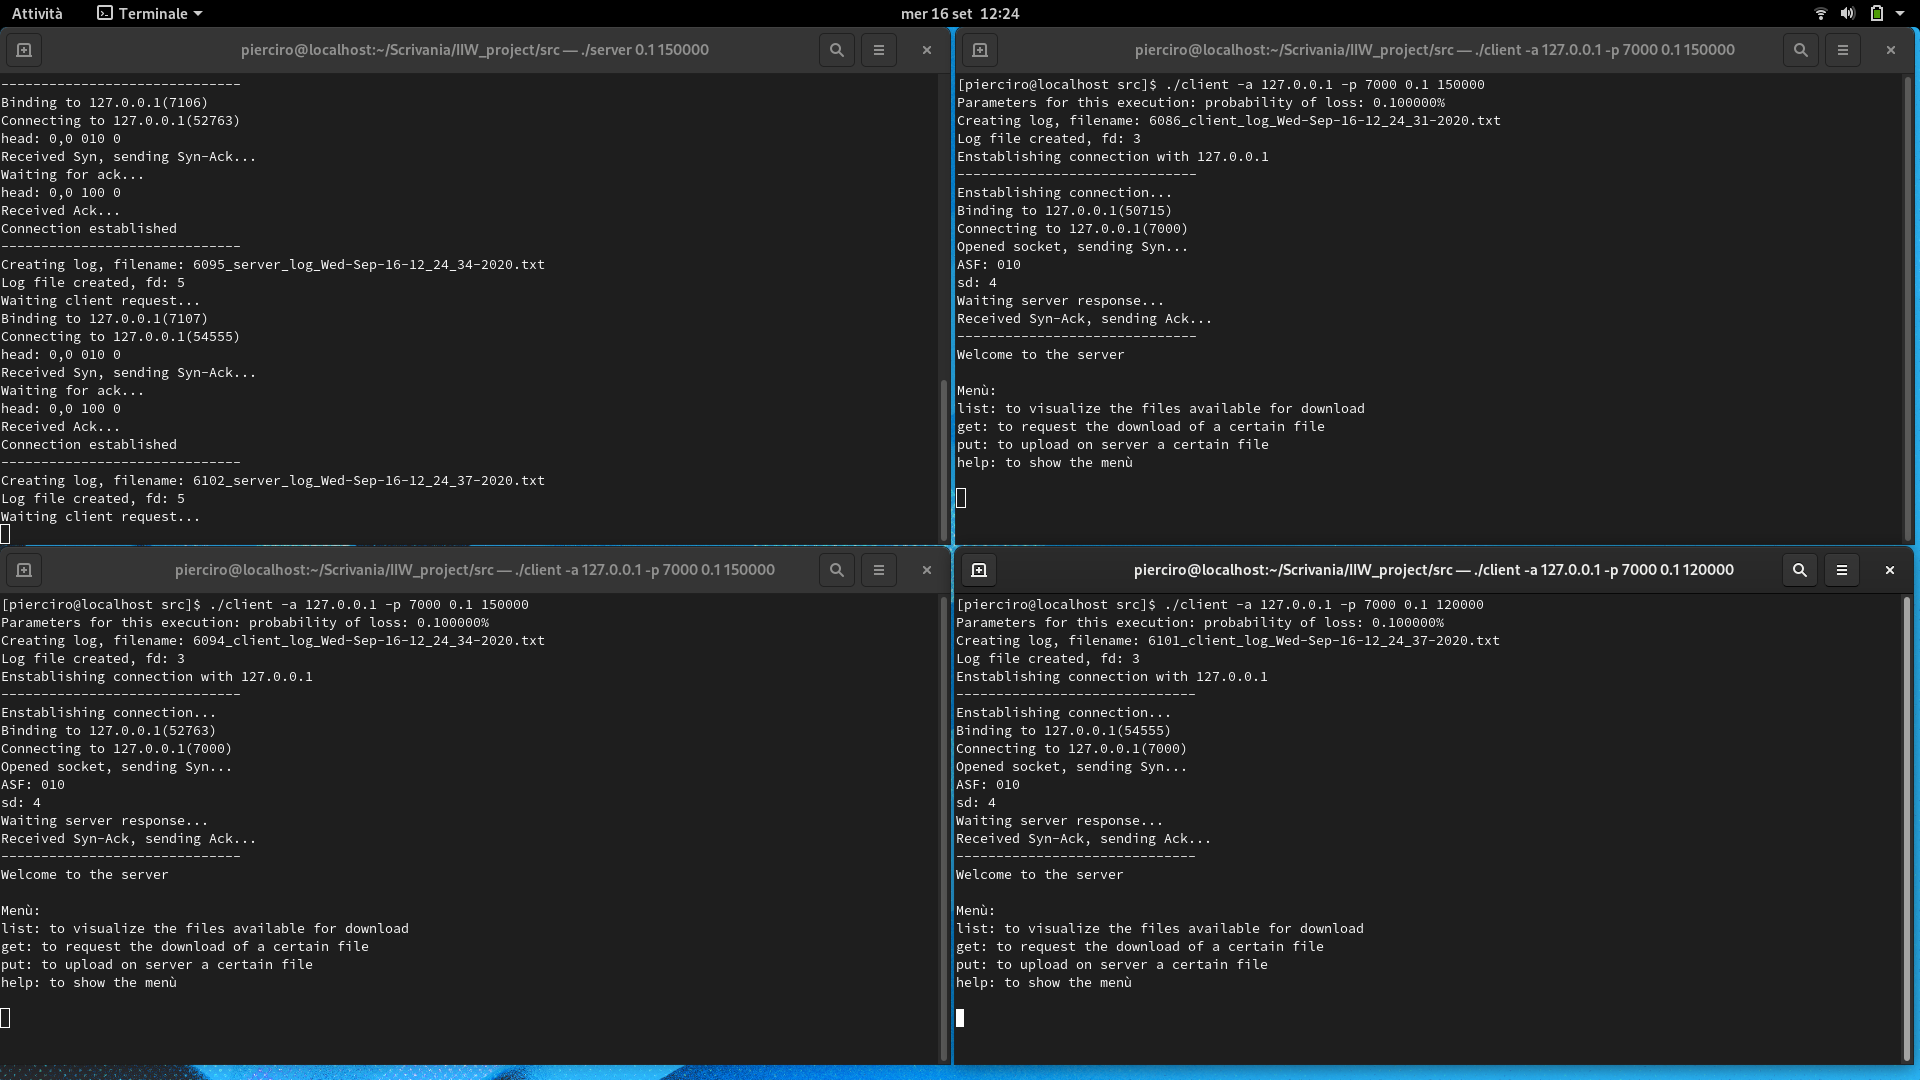 Attività
Terminale
mer 16 set 12:24
pierciro@localhost:~/Scrivania/IIW_project/src — ./server 0.1 150000
------------------------------
Binding to 127.0.0.1(7106)
Connecting to 127.0.0.1(52763)
head: 0,0 010 0
Received Syn, sending Syn-Ack...
Waiting for ack...
head: 0,0 100 0
Received Ack...
Connection established
------------------------------
Creating log, filename: 6095_server_log_Wed-Sep-16-12_24_34-2020.txt
Log file created, fd: 5
Waiting client request...
Binding to 127.0.0.1(7107)
Connecting to 127.0.0.1(54555)
head: 0,0 010 0
Received Syn, sending Syn-Ack...
Waiting for ack...
head: 0,0 100 0
Received Ack...
Connection established
------------------------------
Creating log, filename: 6102_server_log_Wed-Sep-16-12_24_37-2020.txt
Log file created, fd: 5
Waiting client request...
pierciro@localhost:~/Scrivania/IIW_project/src — ./client -a 127.0.0.1 -p 7000 0.1 150000
[pierciro@localhost src]$ ./client -a 127.0.0.1 -p 7000 0.1 150000
Parameters for this execution: probability of loss: 0.100000%
Creating log, filename: 6086_client_log_Wed-Sep-16-12_24_31-2020.txt
Log file created, fd: 3
Enstablishing connection with 127.0.0.1
------------------------------
Enstablishing connection...
Binding to 127.0.0.1(50715)
Connecting to 127.0.0.1(7000)
Opened socket, sending Syn...
ASF: 010
sd: 4
Waiting server response...
Received Syn-Ack, sending Ack...
------------------------------
Welcome to the server
Menù:
list: to visualize the files available for download
get: to request the download of a certain file
put: to upload on server a certain file
help: to show the menù
pierciro@localhost:~/Scrivania/IIW_project/src — ./client -a 127.0.0.1 -p 7000 0.1 150000
[pierciro@localhost src]$ ./client -a 127.0.0.1 -p 7000 0.1 150000
Parameters for this execution: probability of loss: 0.100000%
Creating log, filename: 6094_client_log_Wed-Sep-16-12_24_34-2020.txt
Log file created, fd: 3
Enstablishing connection with 127.0.0.1
------------------------------
Enstablishing connection...
Binding to 127.0.0.1(52763)
Connecting to 127.0.0.1(7000)
Opened socket, sending Syn...
ASF: 010
sd: 4
Waiting server response...
Received Syn-Ack, sending Ack...
------------------------------
Welcome to the server
Menù:
list: to visualize the files available for download
get: to request the download of a certain file
put: to upload on server a certain file
help: to show the menù
pierciro@localhost:~/Scrivania/IIW_project/src — ./client -a 127.0.0.1 -p 7000 0.1 120000
[pierciro@localhost src]$ ./client -a 127.0.0.1 -p 7000 0.1 120000
Parameters for this execution: probability of loss: 0.100000%
Creating log, filename: 6101_client_log_Wed-Sep-16-12_24_37-2020.txt
Log file created, fd: 3
Enstablishing connection with 127.0.0.1
------------------------------
Enstablishing connection...
Binding to 127.0.0.1(54555)
Connecting to 127.0.0.1(7000)
Opened socket, sending Syn...
ASF: 010
sd: 4
Waiting server response...
Received Syn-Ack, sending Ack...
------------------------------
Welcome to the server
Menù:
list: to visualize the files available for download
get: to request the download of a certain file
put: to upload on server a certain file
help: to show the menù